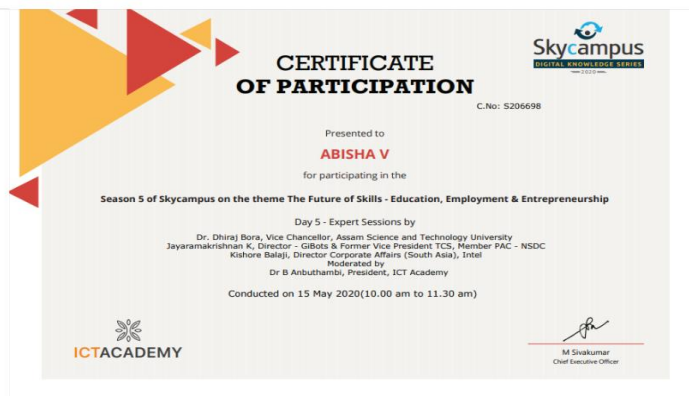 CERTIFICATE
OF PARTICIPATION
Skycampus
DIGITAL KNOWLEDGE SERIES
2020
C.No: S206698
Presented to
ABISHA V
for participating in the
Season 5 of Skycampus on the theme The Future of Skills - Education, Employment & Entrepreneurship
Day 5 - Expert Sessions by
Dr. Dhiraj Bora, Vice Chancellor, Assam Science and Technology University
Jayaramakrishnan K, Director - GiBots & Former Vice President TCS, Member PAC - NSDC
Kishore Balaji, Director Corporate Affairs (South Asia), Intel
Moderated by
Dr B Anbuthambi, President, ICT Academy
Conducted on 15 May 2020(10.00 am to 11.30 am)
ICTACADEMY
M Sivakumar
Chief Executive Officer